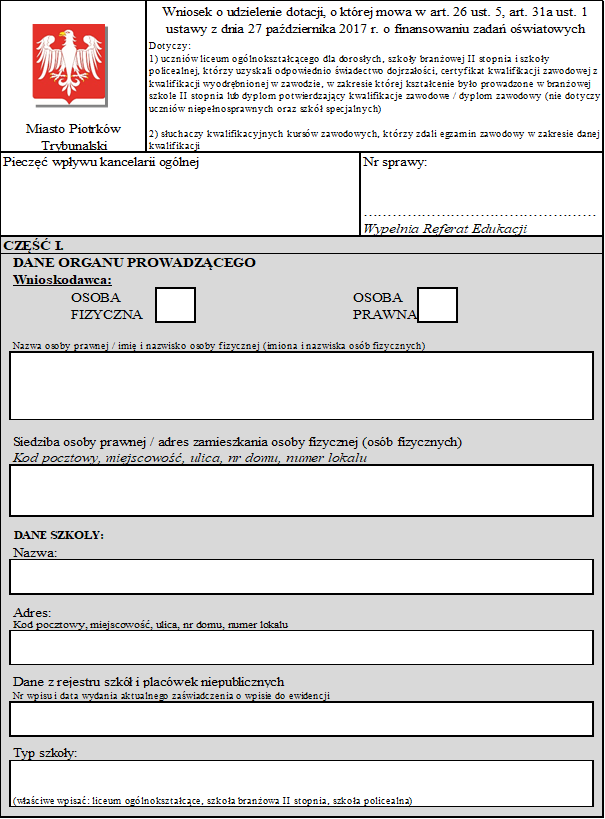 Wniosek o udzielenie dotacji, o której mowa w art. 26 ust. 5, art. 31a ust. 1
ustawy z dnia 27 października 2017 r. o finansowaniu zadań oświatowych
Dotyczy:
1) uczniów liceum ogólnokształcącego dla dorosłych, szkoły branżowej II stopnia i szkoły
policealnej, którzy uzyskali odpowiednio świadectwo dojrzałości, certyfikat kwalifikacji zawodowej z
kwalifikacji wyodrębnionej w zawodzie, w zakresie której kształcenie było prowadzone w branżowej
szkole II stopnia lub dyplom potwierdzający kwalifikacje zawodowe / dyplom zawodowy (nie dotyczy
uczniów niepełnosprawnych oraz szkół specjalnych)
2) słuchaczy kwalifikacyjnych kursów zawodowych, którzy zdali egzamin zawodowy w zakresie danej
kwalifikacji
Miasto Piotrków
Trybunalski
Pieczęć wpływu kancelarii ogólnej
Nr sprawy:
................................................
Wypełnia Referat Edukacji
CZĘŚĆ I.
DANE ORGANU PROWADZĄCEGO
Wnioskodawca:
OSOBA
FIZYCZNA
OSOBA
PRAWNA
Nazwa osoby prawnej / imię i nazwisko osoby fizycznej (imiona i nazwiska osób fizycznych)
Siedziba osoby prawnej / adres zamieszkania osoby fizycznej (osób fizycznych)
Kod pocztowy, miejscowość, ulica, nr domu, numer lokalu
DANE SZKOŁY:
Nazwa:
Adres:
Kod pocztowy, miejscowość, ulica, nr domu, numer lokalu
Dane z rejestru szkół i placówek niepublicznych
Nr wpisu i data wydania aktualnego zaświadczenia o wpisie do ewidencji
Typ szkoły:
(właściwe wpisać: liceum ogólnokształcące, szkoła branżowa II stopnia, szkoła policealna)